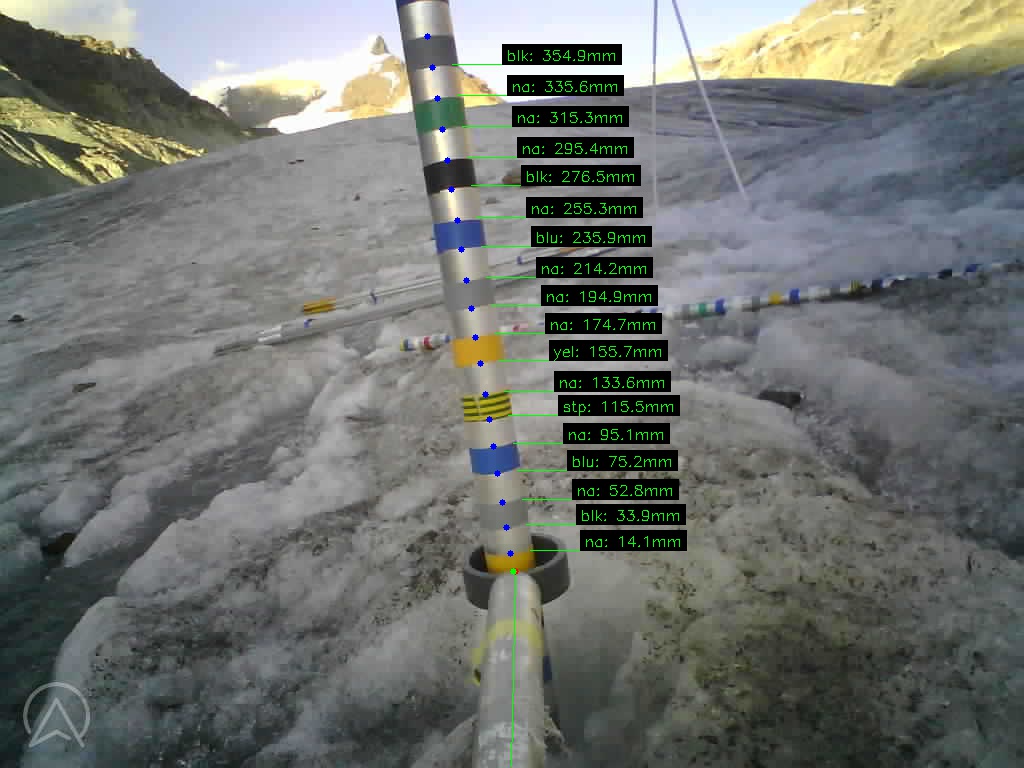 blk: 354.9mm
na: 335.6mm
na: 315.3mm
na: 295.4mm
blk: 276.5mm
na: 255.3mm
blu: 235.9mm
na: 214.2mm
na: 194.9mm
na: 174.7mm
yel: 155.7mm
na: 133.6mm
stp: 115.5mm
na: 95.1mm
blu: 75.2mm
na: 52.8mm
blk: 33.9mm
na: 14.1mm